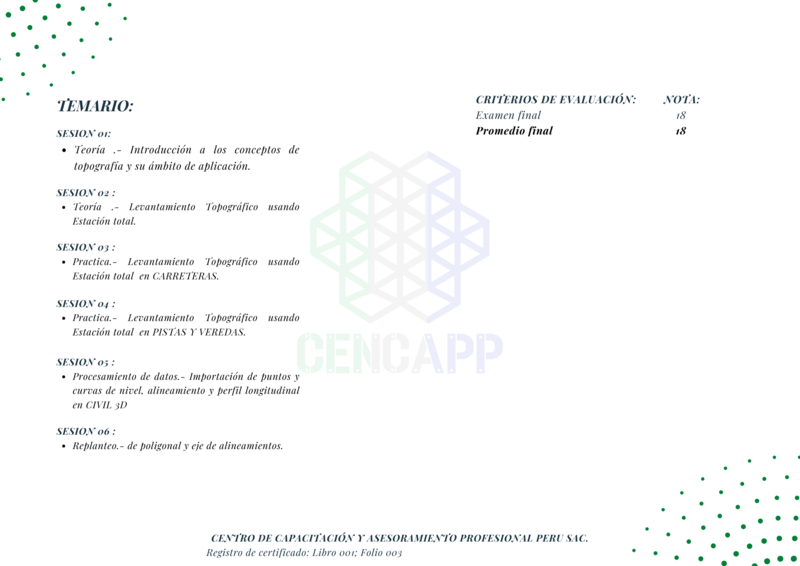 TEMARIO:
SESION 01:
• Teoría .- Introducción a los conceptos de
topografía y su ámbito de aplicación.
SESION 02 :
• Teoría .- Levantamiento Topográfico usando
Estación total.
SESION 03 :
• Practica.- Levantamiento Topográfico usando
Estación total en CARRETERAS.
SESION 04 :
• Practica.- Levantamiento Topográfico usando
Estación total en PISTAS Y VEREDAS.
SESION 05 :
• Procesamiento de datos.- Importación de puntos y
curvas de nivel, alineamiento y perfil longitudinal
en CIVIL 3D
SESION 06 :
• Replanteo.- de poligonal y eje de alineamientos.
CRITERIOS DE EVALUACIÓN: NOTA:
Examen final 18
Promedio final 18
CENCAPP
CENTRO DE CAPACITACIÓN Y ASESORAMIENTO PROFESIONAL PERU SAC.
Registro de certificado: Libro 001; Folio 003